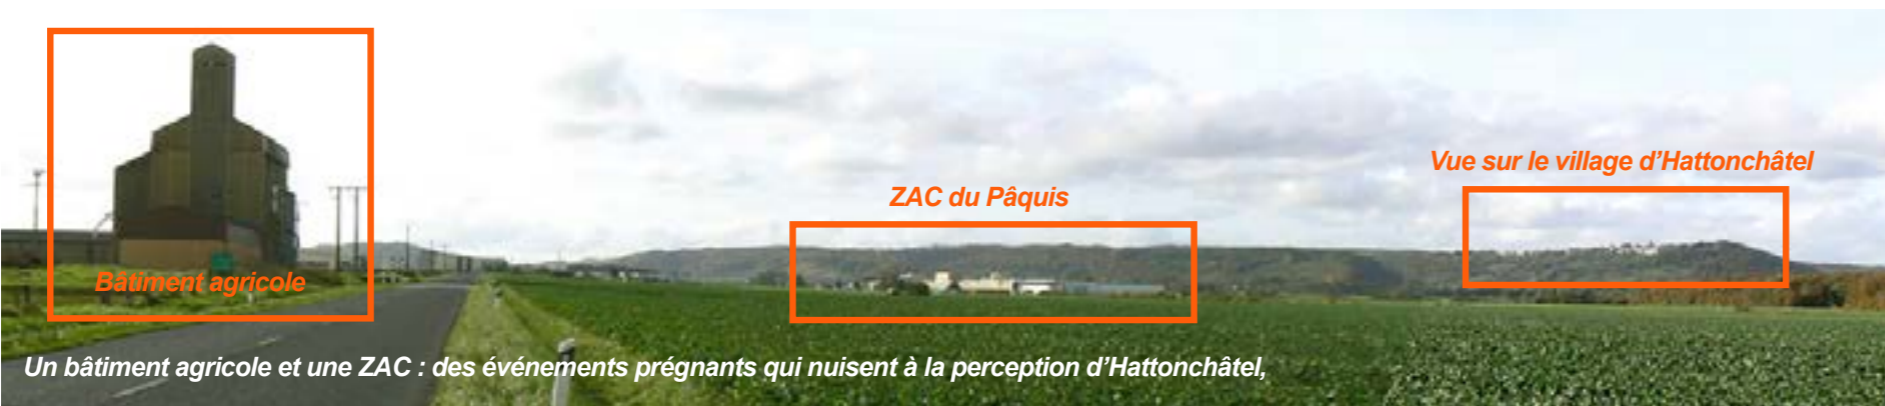 Vue sur le village d’Hattonchâtel
ZAC du Pâquis
Bâtiment agricole
Un bâtiment agricole et une ZAC : des événements prégnants qui nuisent à la perception d’Hattonchâtel,